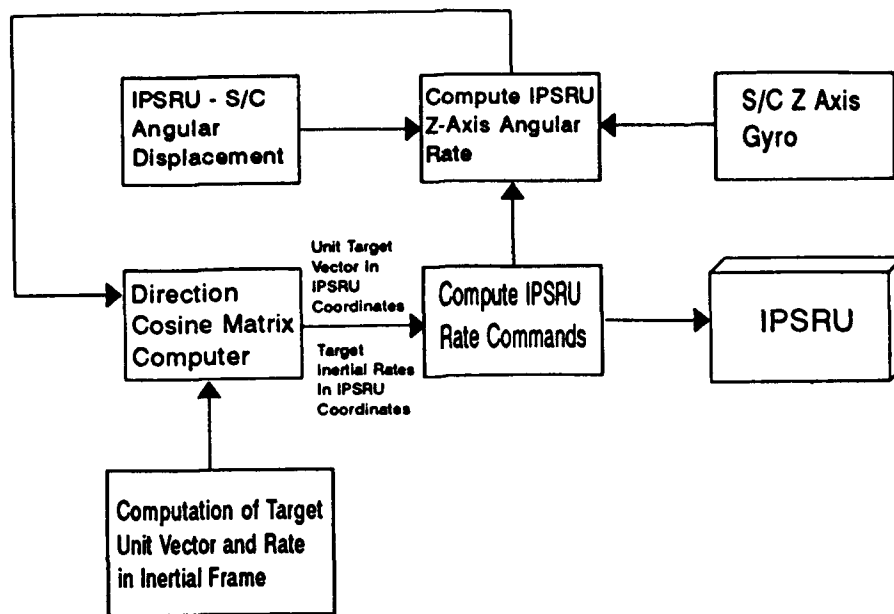 IPSRU - S/C
Angular
Displacement
Compute IPSRU
Z-Axis Angular
Rate
S/C Z Axis
Gyro
Direction
Cosine Matrix
Computer
Unit Target
Vector In
IPSRU
Coordinates
Target
Inertial Rates
In IPSRU
Coordinates
Compute IPSRU
Rate Commands
IPSRU
Computation of Target
Unit Vector and Rate
in Inertial Frame